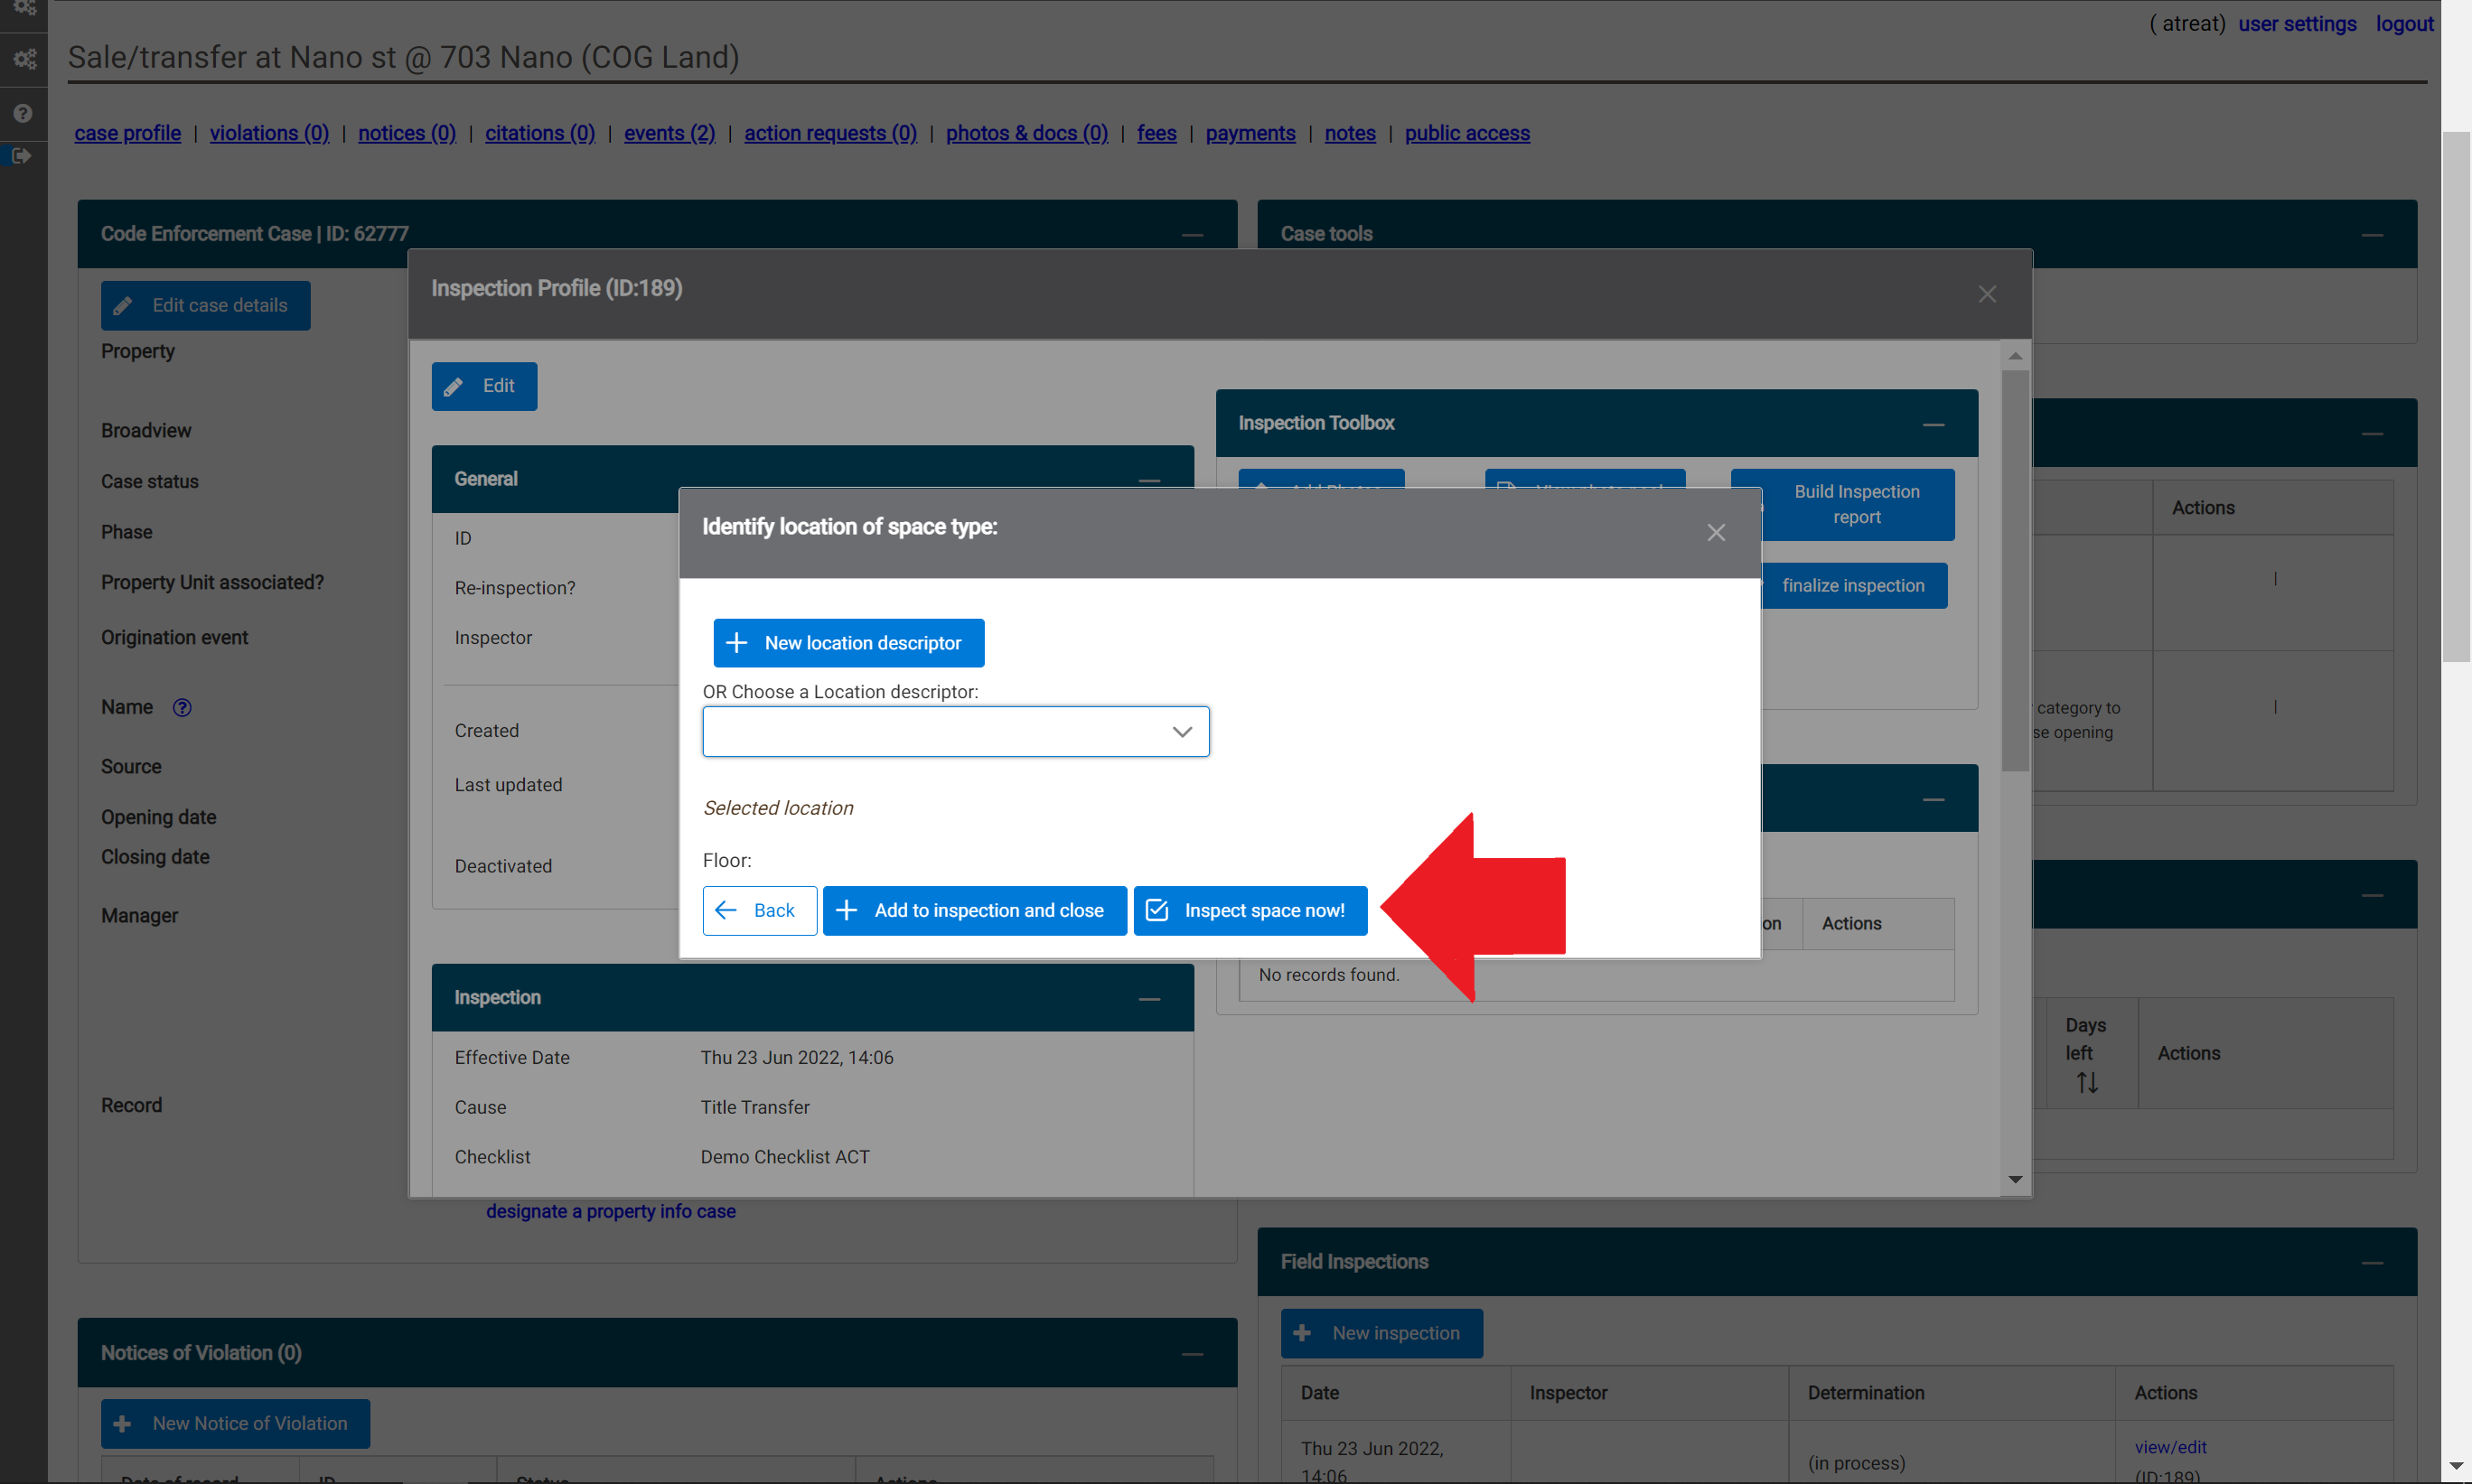 ( atreat) user settings logout
Sale/transfer at Nano st @ 703 Nano (COG Land)
case profile | violations (0) | notices (0) | citations (0) | events (2) | action requests (0) | photos & docs (0) | fees | payments | notes | public access
Code Enforcement Case | ID: 62777
Edit case details
Property
Broadview
Case status
Phase
Property Unit associated?
Origination event
Name
Source
Opening date
Closing date
Manager
Record
designate a property info case
Case tools
Actions
category to
se opening
Days
left
Actions
Inspection Profile (ID:189)
Edit
General
ID
Re-inspection?
Inspector
Created
Last updated
Deactivated
Inspection
Effective Date Thu 23 Jun 2022, 14:06
Cause Title Transfer
Checklist Demo Checklist ACT
Inspection Toolbox
Build Inspection
report
finalize inspection
on Actions
No records found.
Identify location of space type:
New location descriptor
OR Choose a Location descriptor:
Selected location
Floor:
Back
Add to inspection and close
Inspect space now!
Notices of Violation (0)
New Notice of Violation
Field Inspections
New inspection
Date Inspector Determination Actions
Thu 23 Jun 2022,
14:06
(in process)
view/edit
(ID:189)